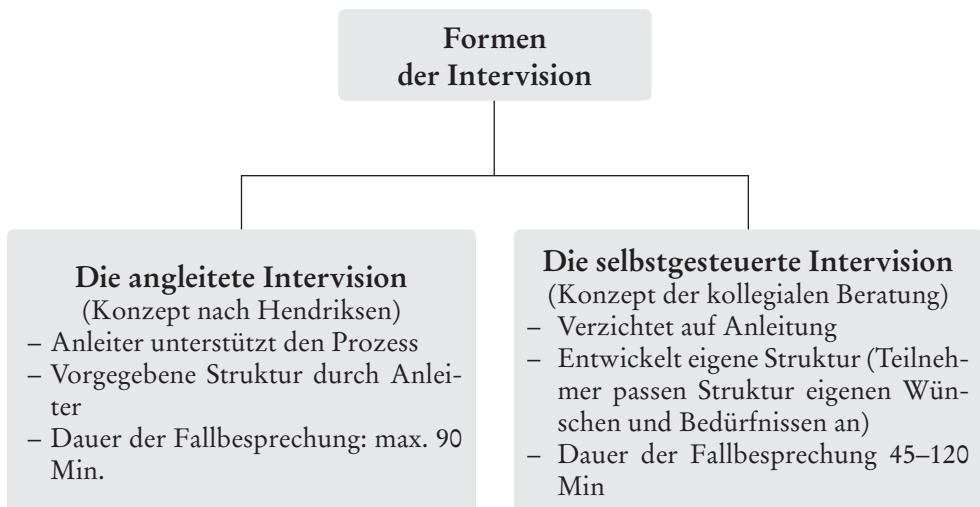 Formen
der Intervision
Die angleitete Intervision
(Konzept nach Hendriksen)
– Anleiter unterstützt den Prozess
– Vorgegebene Struktur durch Anlei-
ter
– Dauer der Fallbesprechung: max. 90
Min.
Die selbstgesteuerte Intervision
(Konzept der kollegialen Beratung)
– Verzichtet auf Anleitung
– Entwickelt eigene Struktur (Teilneh-
mer passen Struktur eigenen Wün-
schen und Bedürfnissen an)
– Dauer der Fallbesprechung 45–120
Min